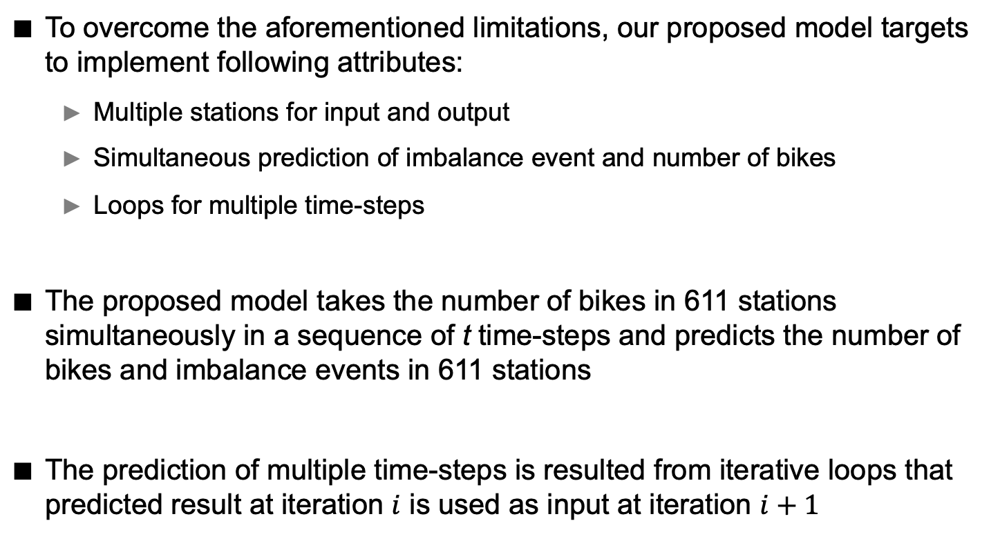 ■ To overcome the aforementioned limitations, our proposed model targets
to implement following attributes:
► Multiple stations for input and output
► Simultaneous prediction of imbalance event and number of bikes
► Loops for multiple time-steps
■ The proposed model takes the number of bikes in 611 stations
simultaneously in a sequence of t time-steps and predicts the number of
bikes and imbalance events in 611 stations
■ The prediction of multiple time-steps is resulted from iterative loops that
predicted result at iteration i is used as input at iteration i + 1